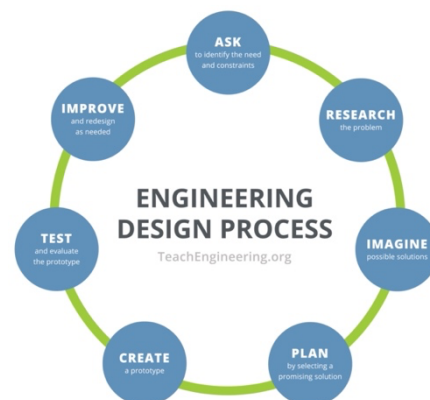 ASK
to identify the need
and constraints
RESEARCH
the problem
IMAGINE
possible solutions
PLAN
by selecting a
promising solution
CREATE
a prototype
TEST
and evaluate
the prototype
IMPROVE
and redesign
as needed
ENGINEERING
DESIGN PROCESS
TeachEngineering.org